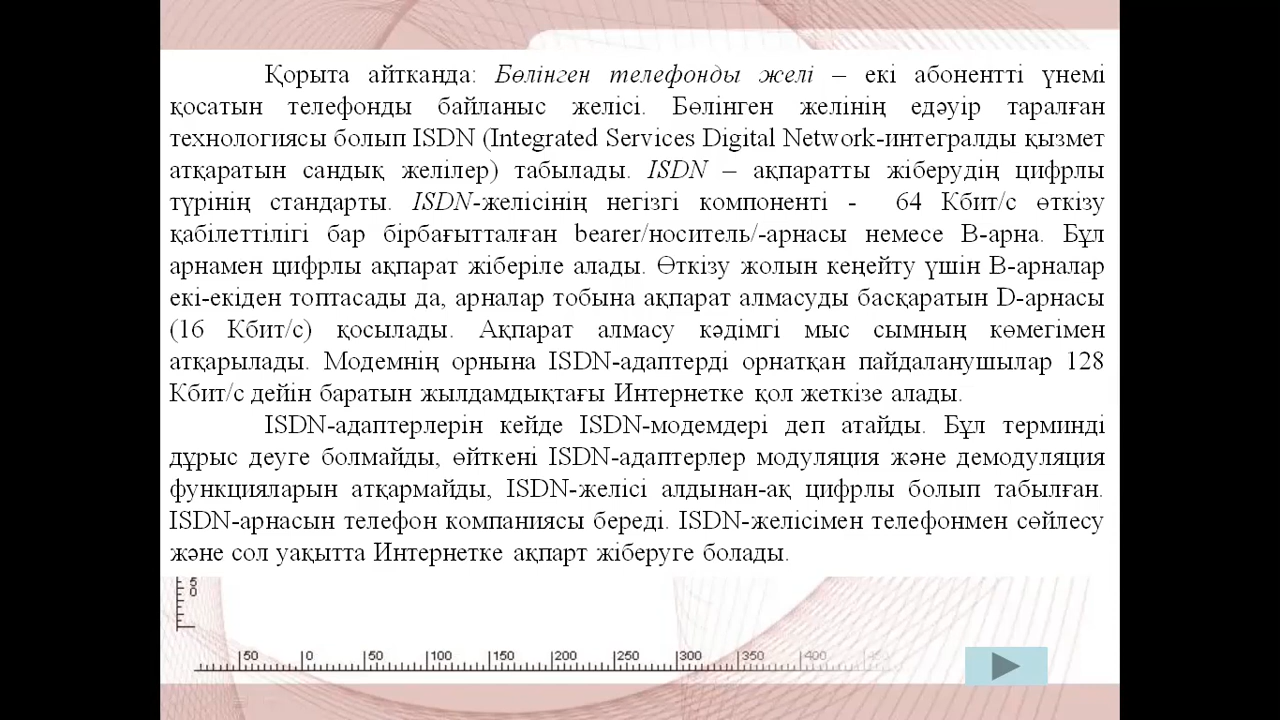 Қорыта айтканда: Бөлінген телефонды желі – екі абонентті үнемі
қосатын телефонды байланыс желісі. Бөлінген желінің едәуір таралған
технологиясы болып ISDN (Integrated Services Digital Network-интегралды қызмет
атқаратын сандық желілер) табылады. ISDN – ақпаратты жіберудің цифрлы
түрінің стандарты. ISDN-желісінің негізгі компоненті - 64 Кбит/с өткізу
қабілеттілігі бар бірбағытталған bearer/носитель/-арнасы немесе В-арна. Бұл
арнамен цифрлы ақпарат жіберіле алады. Өткізу жолын кеңейту үшін В-арналар
екі-екіден топтасады да, арналар тобына ақпарат алмасуды басқаратын D-арнасы
(16 Кбит/с) қосылады. Ақпарат алмасу кәдімгі мыс сымның көмегімен
атқарылады. Модемнің орнына ISDN-адаптерді орнатқан пайдаланушылар 128
Кбит/с дейін баратын жылдамдықтағы Интернетке қол жеткізе алады.
ISDN-адаптерлерін кейде ISDN-модемдері деп атайды. Бұл терминді
дұрыс деуге болмайды, өйткені ISDN-адаптерлер модуляция және демодуляция
функцияларын атқармайды, ISDN-желісі алдынан-ақ цифрлы болып табылған.
ISDN-арнасын телефон компаниясы береді. ISDN-желісімен телефонмен сөйлесу
және сол уақытта Интернетке ақпарт жіберуге болады.
5
0
50 0 50 100 150 200 250 300 350 400 450